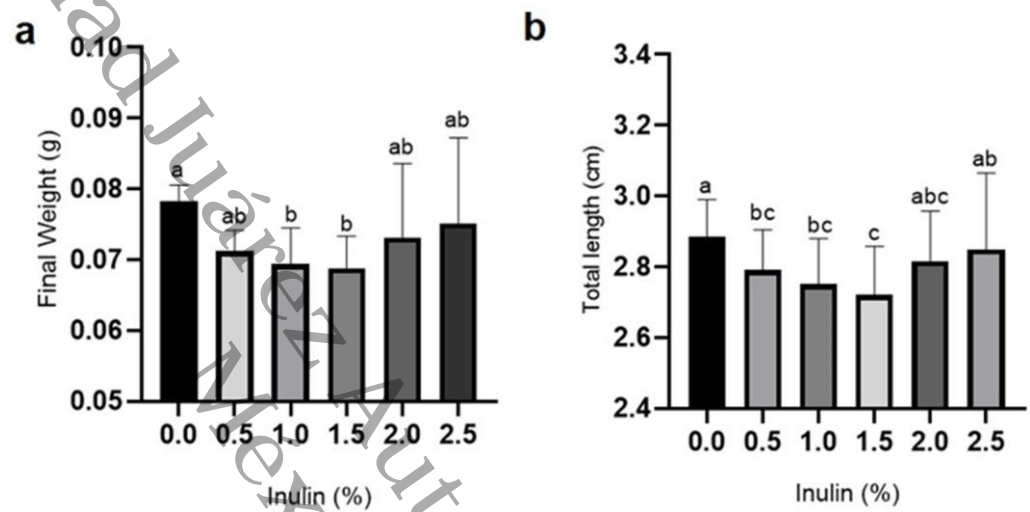 a
0.10
0.09
0.08
0.07
0.06
0.05
Final Weight (g)
a
ab
b
b
ab
ab
0.0 0.5 1.0 1.5 2.0 2.5
Inulin (%)
b
3.4
3.2
3.0
2.8
2.6
2.4
Total length (cm)
a
bc
bc
c
abc
ab
0.0 0.5 1.0 1.5 2.0 2.5
Inulin (%)
Juárez